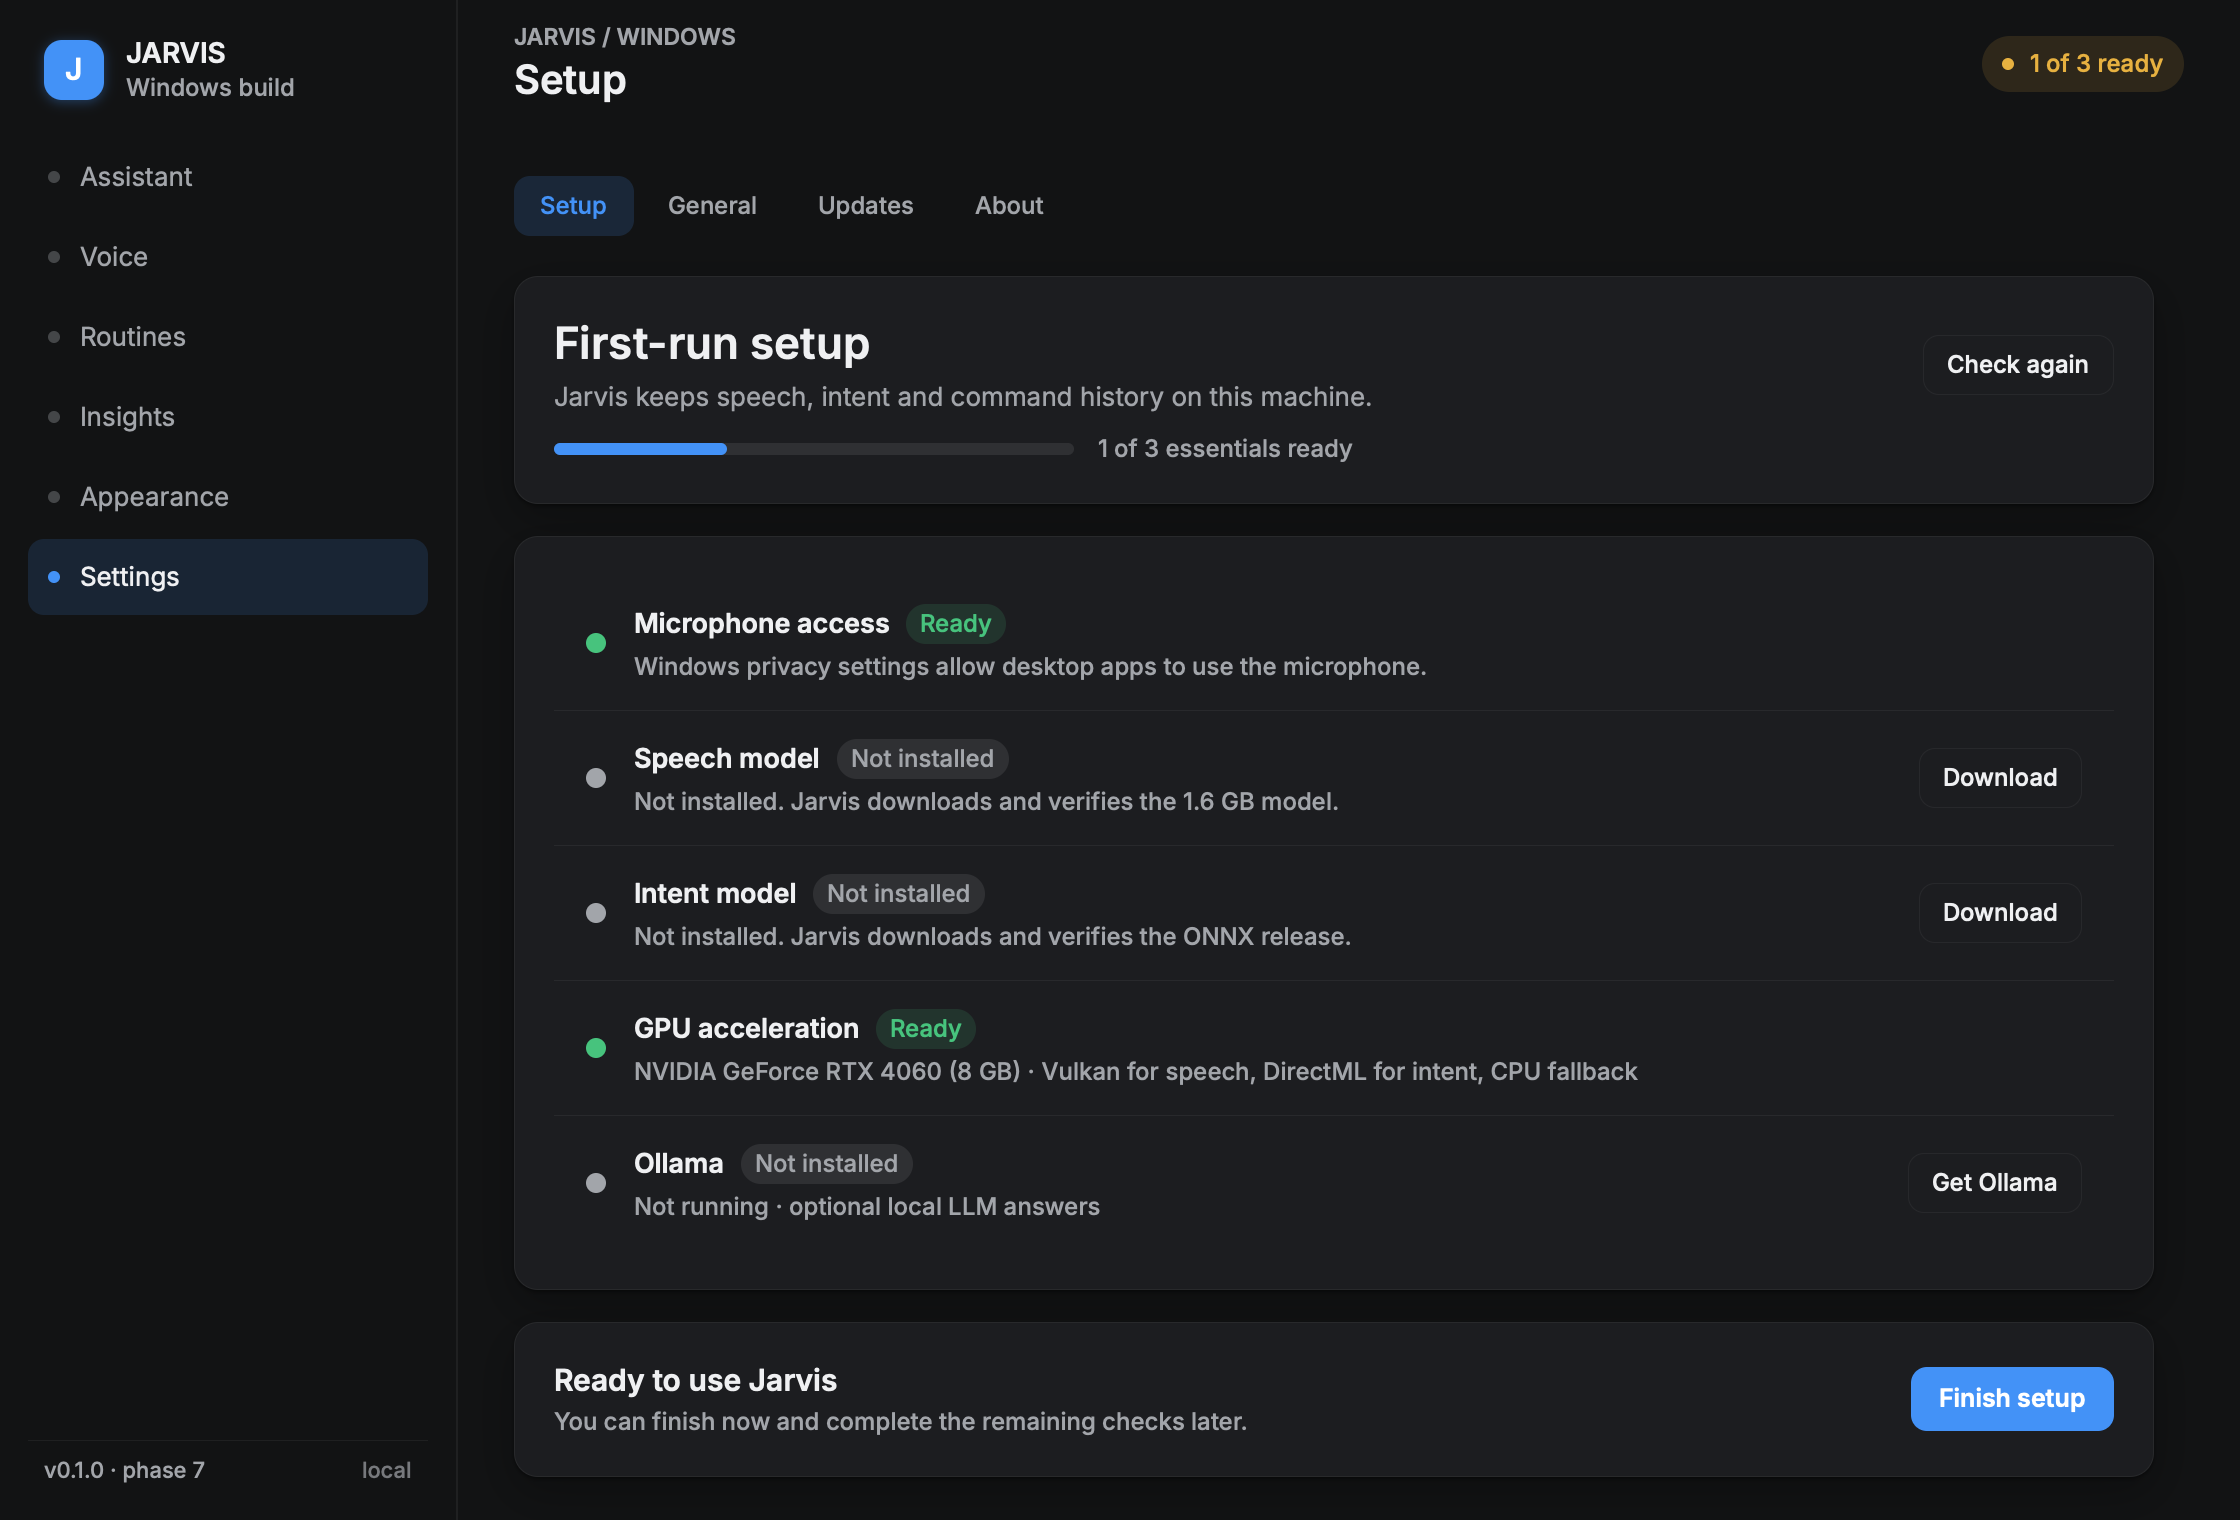 J
JARVIS
Windows build
Assistant
Voice
Routines
Insights
Appearance
Settings
v0.1.0 · phase 7
local
JARVIS / WINDOWS
Setup
1 of 3 ready
Setup
General
Updates
About
First-run setup
Jarvis keeps speech, intent and command history on this machine.
1 of 3 essentials ready
Check again
Microphone access
Ready
Windows privacy settings allow desktop apps to use the microphone.
Speech model
Not installed
Not installed. Jarvis downloads and verifies the 1.6 GB model.
Download
Intent model
Not installed
Not installed. Jarvis downloads and verifies the ONNX release.
Download
GPU acceleration
Ready
NVIDIA GeForce RTX 4060 (8 GB) · Vulkan for speech, DirectML for intent, CPU fallback
Ollama
Not installed
Not running · optional local LLM answers
Get Ollama
Ready to use Jarvis
You can finish now and complete the remaining checks later.
Finish setup